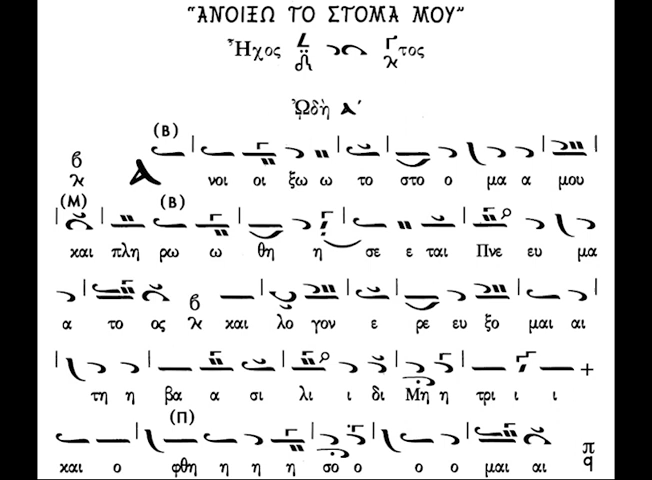 "ΑΝΟΙΞΩ ΤΟ ΣΤΟΜΑ ΜΟΥ"
Ἦχος τος
ᾨδὴ Α΄
(Β)
Α νοι οι ξω ω το στο ο μα α μου
(Μ) (Β)
και πλη ρω ω θη η σε ε ται Πνε ευ μα
α το ος και λο γον ε ρε ευ ξο μαι αι
τη η βα α σι λι ι δι Μη η τρι ι ι
(Π)
και ο φθη η η η σο ο ο ο μαι αι